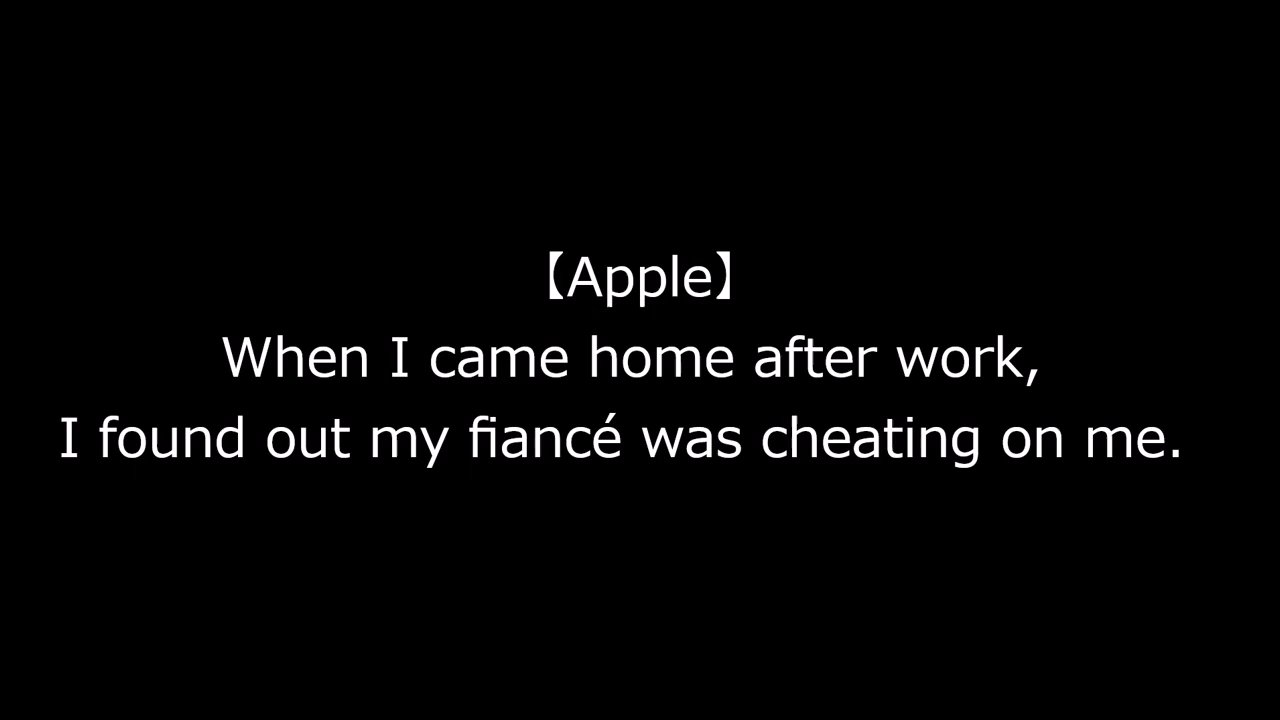 【Apple】
When I came home after work,
I found out my fiancé was cheating on me.